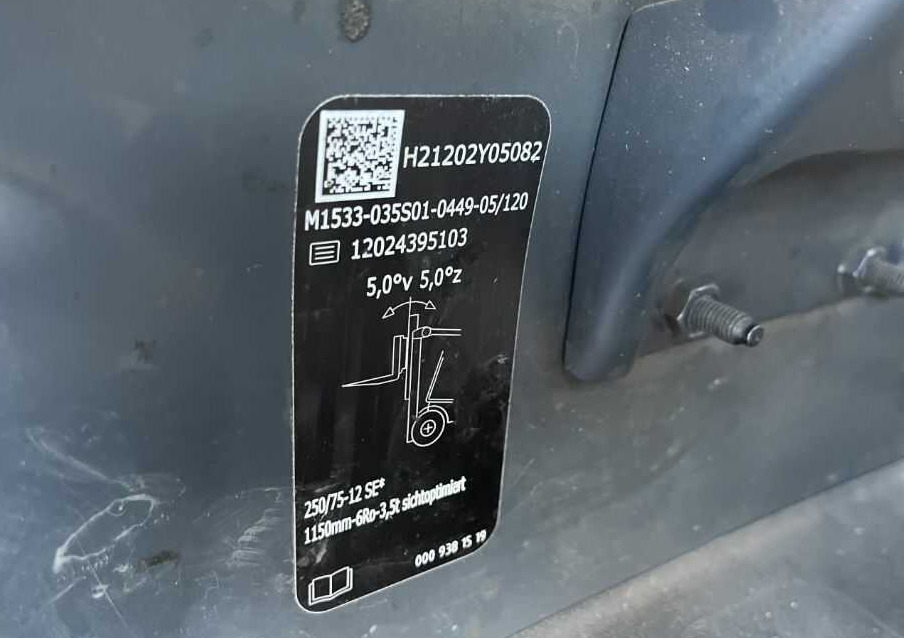 H21202Y05082
M1533-035S01-0449-05/120
12024395103
5,0°v 5,0°z
250/75-12 SE*
1150mm-6Ro-3,5t sichtoptimiert
000 938 15 19